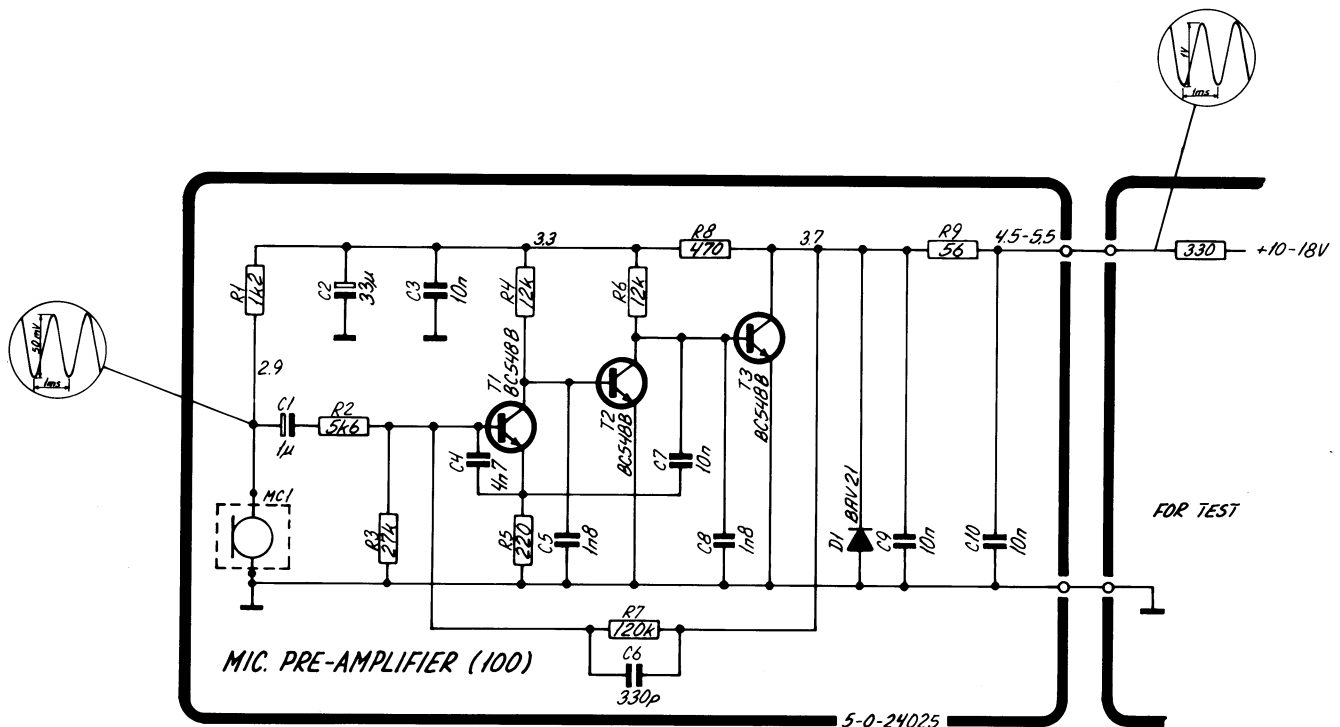 1V
1ms
R8
470
3.3
3.7
R9
56
4.5-5.5
330
+10-18V
R1
1k2
C2
33µ
C3
10n
R4
12k
R6
12k
50mV
1ms
2.9
T1
BC548B
T2
BC548B
T3
BC548B
C1
1µ
R2
5k6
C4
4n7
C7
10n
MC1
R3
27k
R5
220
C5
1n8
C8
1n8
D1
BAV21
C9
10n
C10
10n
FOR TEST
R7
120k
C6
330p
MIC. PRE-AMPLIFIER (100)
5-0-24025